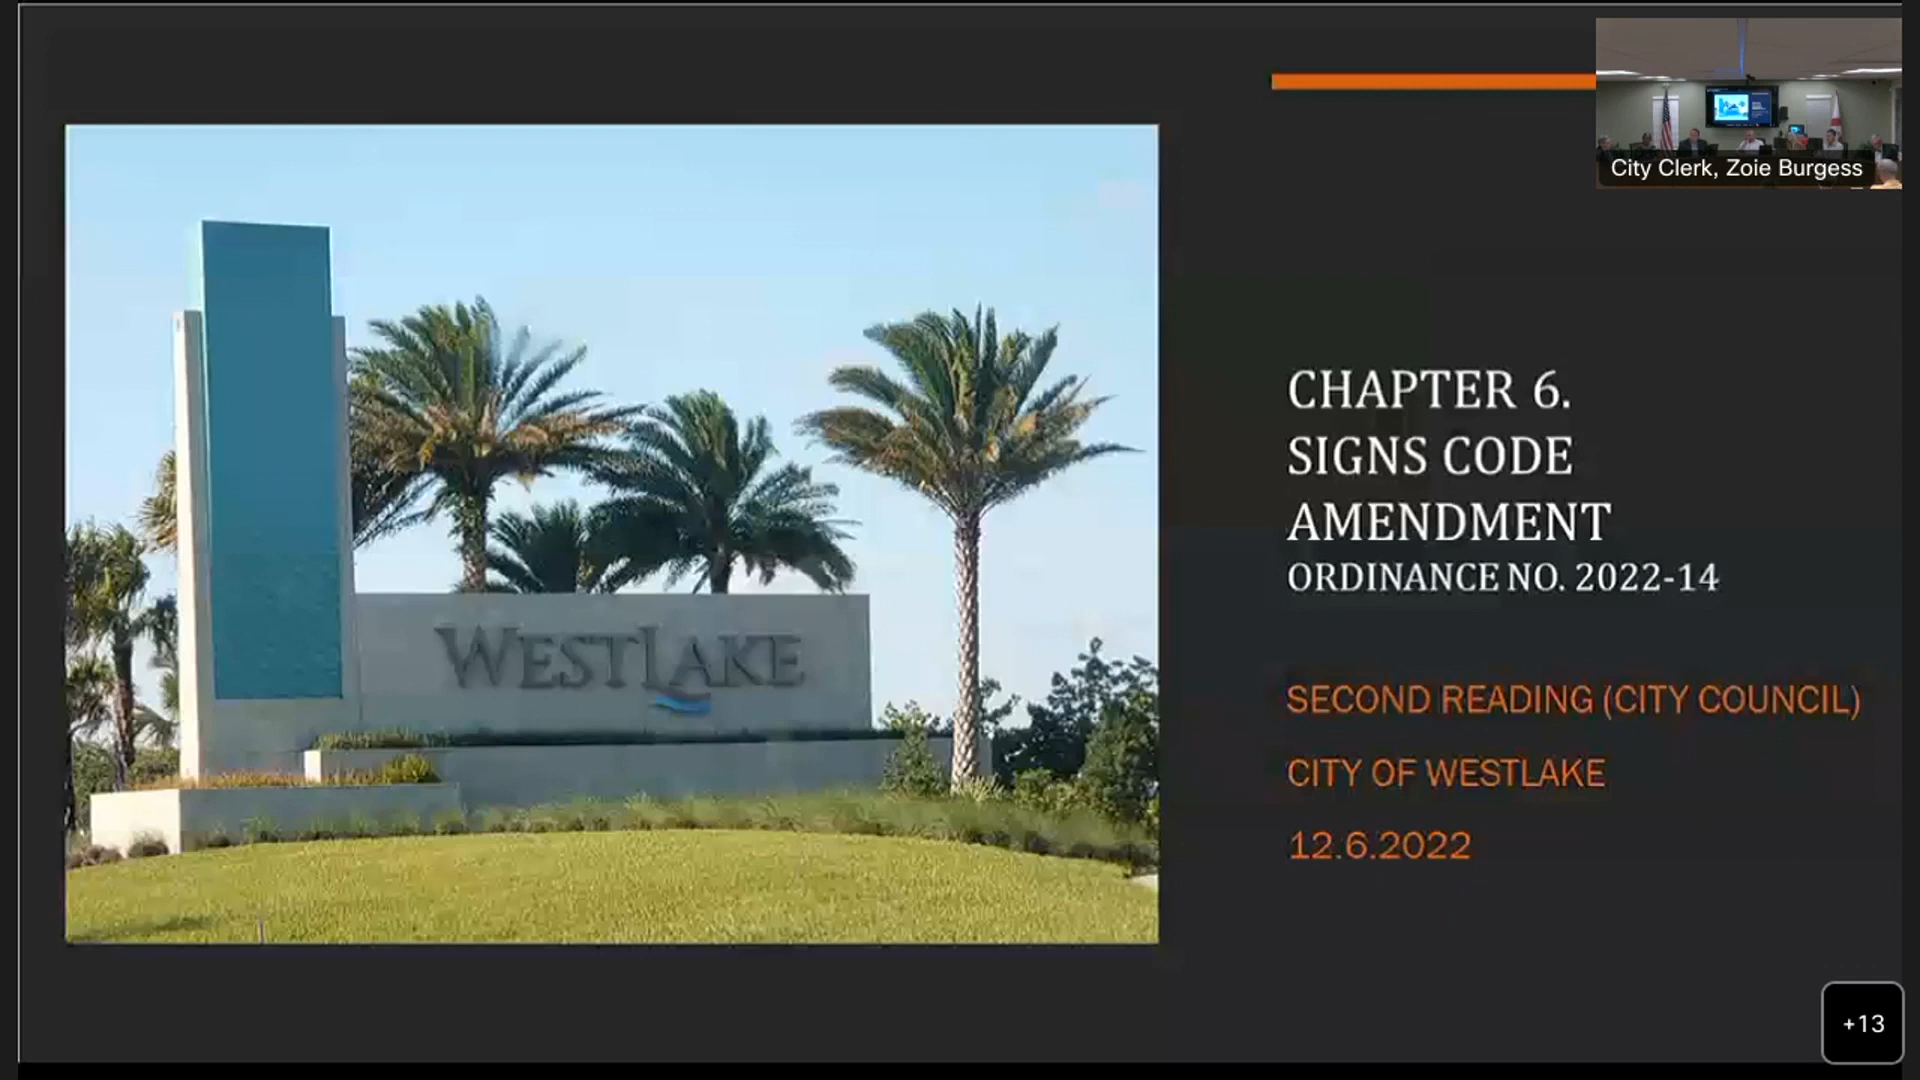 City Clerk, Zoie Burgess
WESTLAKE
CHAPTER 6.
SIGNS CODE
AMENDMENT
ORDINANCE NO. 2022-14
SECOND READING (CITY COUNCIL)
CITY OF WESTLAKE
12.6.2022
+13